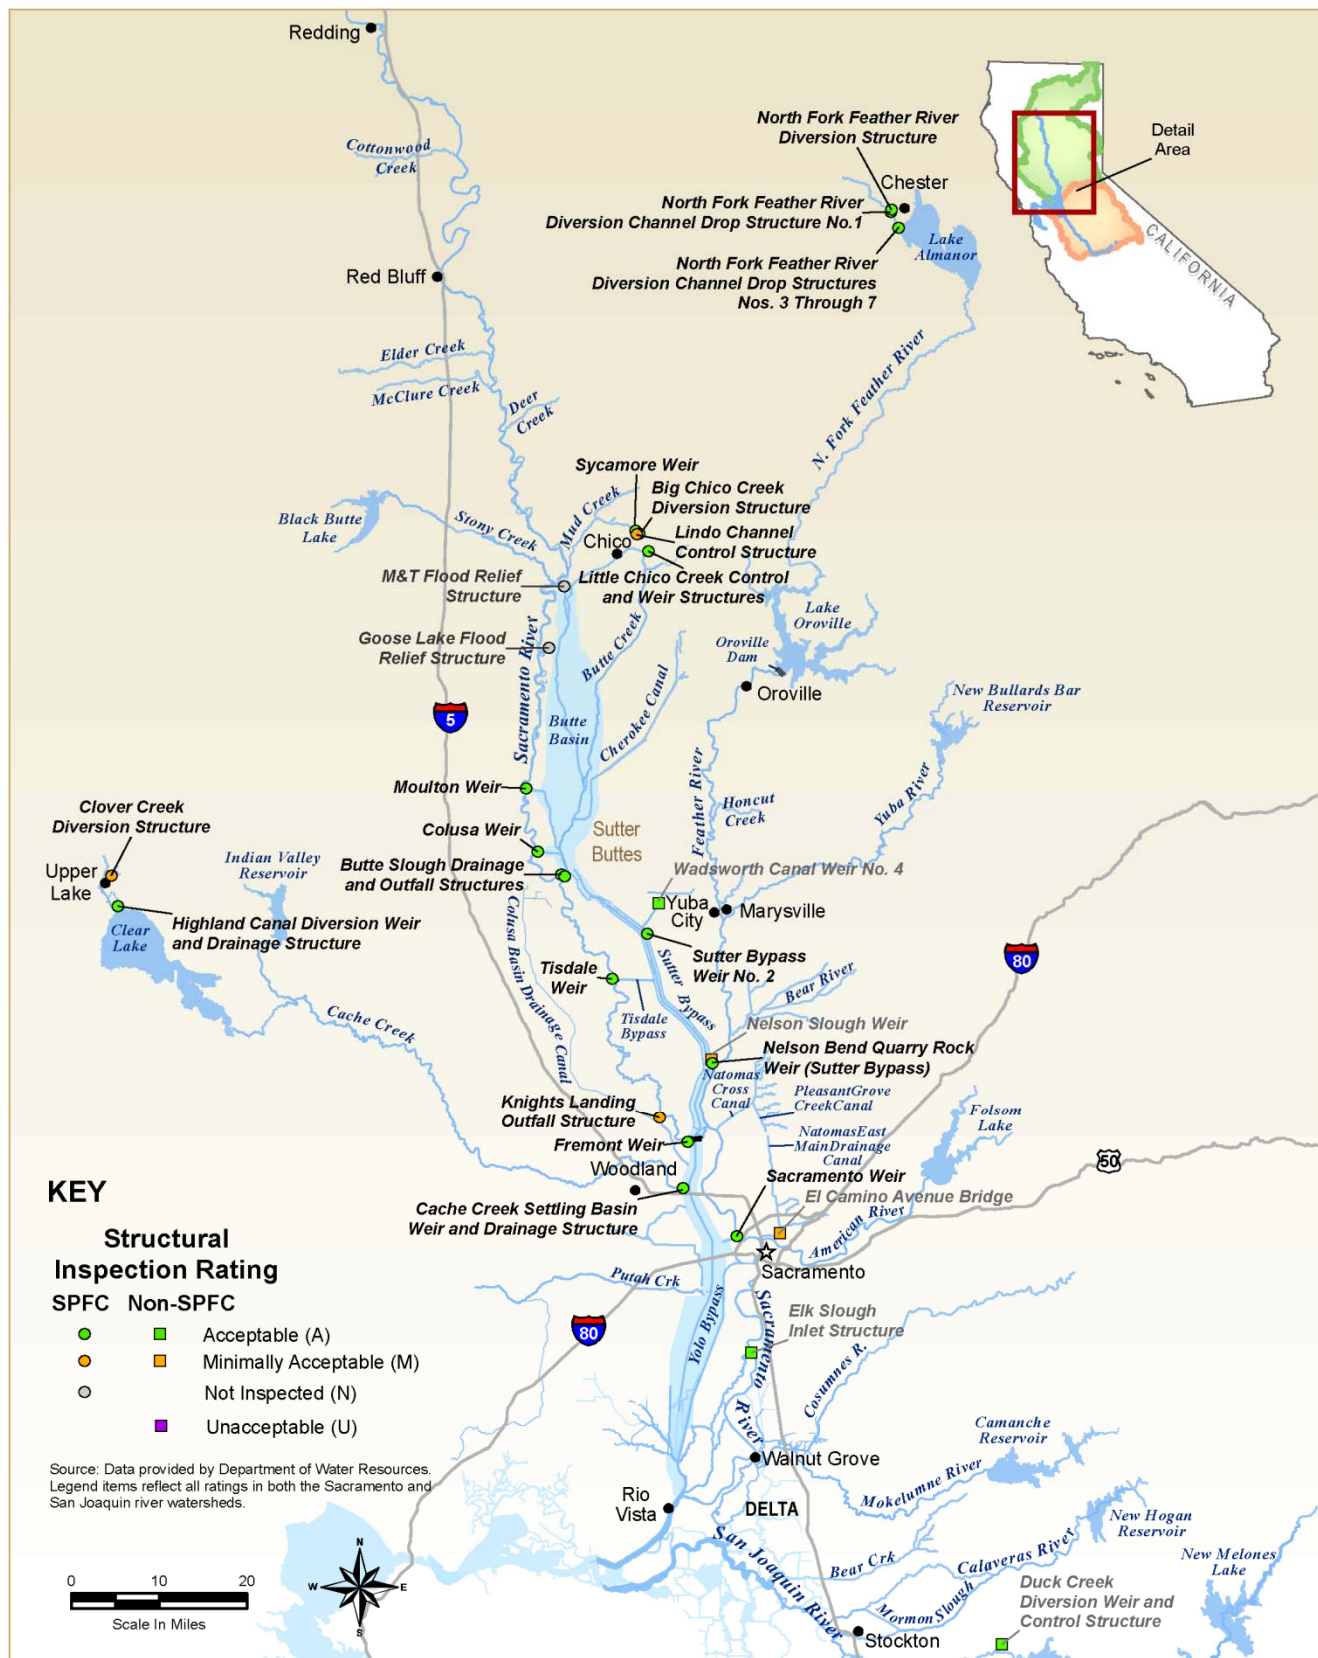 Redding
North Fork Feather River
Diversion Structure
Detail
Area
Cottonwood
Creek
Chester
North Fork Feather River
Diversion Channel Drop Structure No.1
Lake
Almanor
CALIFORNIA
Red Bluff
North Fork Feather River
Diversion Channel Drop Structures
Nos. 3 Through 7
Elder Creek
McClure Creek
Deer
Creek
N. Fork Feather River
Sycamore Weir
Big Chico Creek
Diversion Structure
Mud Creek
Black Butte
Lake
Stony Creek
Chico
Lindo Channel
Control Structure
M&T Flood Relief
Structure
Little Chico Creek Control
and Weir Structures
Lake
Oroville
Goose Lake Flood
Relief Structure
Sacramento River
Butte Creek
Oroville
Dam
Oroville
New Bullards Bar
Reservoir
5
Butte
Basin
Cherokee Canal
Feather River
Moulton Weir
Honcut
Creek
Yuba River
Clover Creek
Diversion Structure
Colusa Weir
Sutter
Buttes
Upper
Lake
Indian Valley
Reservoir
Butte Slough Drainage
and Outfall Structures
Wadsworth Canal Weir No. 4
Yuba
City
Marysville
Highland Canal Diversion Weir
and Drainage Structure
Clear
Lake
Colusa Basin Drainage Canal
Sutter Bypass
Weir No. 2
80
Tisdale
Weir
Sutter Bypass
Bear River
Cache Creek
Tisdale
Bypass
Nelson Slough Weir
Nelson Bend Quarry Rock
Weir (Sutter Bypass)
Natomas
Cross
Canal
PleasantGrove
CreekCanal
Knights Landing
Outfall Structure
Folsom
Lake
Fremont Weir
NatomasEast
MainDrainage
Canal
50
Woodland
Sacramento Weir
El Camino Avenue Bridge
Cache Creek Settling Basin
Weir and Drainage Structure
American River
Sacramento
Putah Crk
Yolo Bypass
Sacramento
River
Elk Slough
Inlet Structure
80
Cosumnes R.
KEY
Structural
Inspection Rating
SPFC Non-SPFC
Acceptable (A)
Minimally Acceptable (M)
Not Inspected (N)
Unacceptable (U)
Source: Data provided by Department of Water Resources.
Legend items reflect all ratings in both the Sacramento and
San Joaquin river watersheds.
Camanche
Reservoir
Walnut Grove
Mokelumne River
Rio
Vista
DELTA
San Joaquin River
New Hogan
Reservoir
Bear Crk
Calaveras River
New Melones
Lake
Mormon Slough
Duck Creek
Diversion Weir and
Control Structure
Stockton
N
W
E
S
0 10 20
Scale In Miles